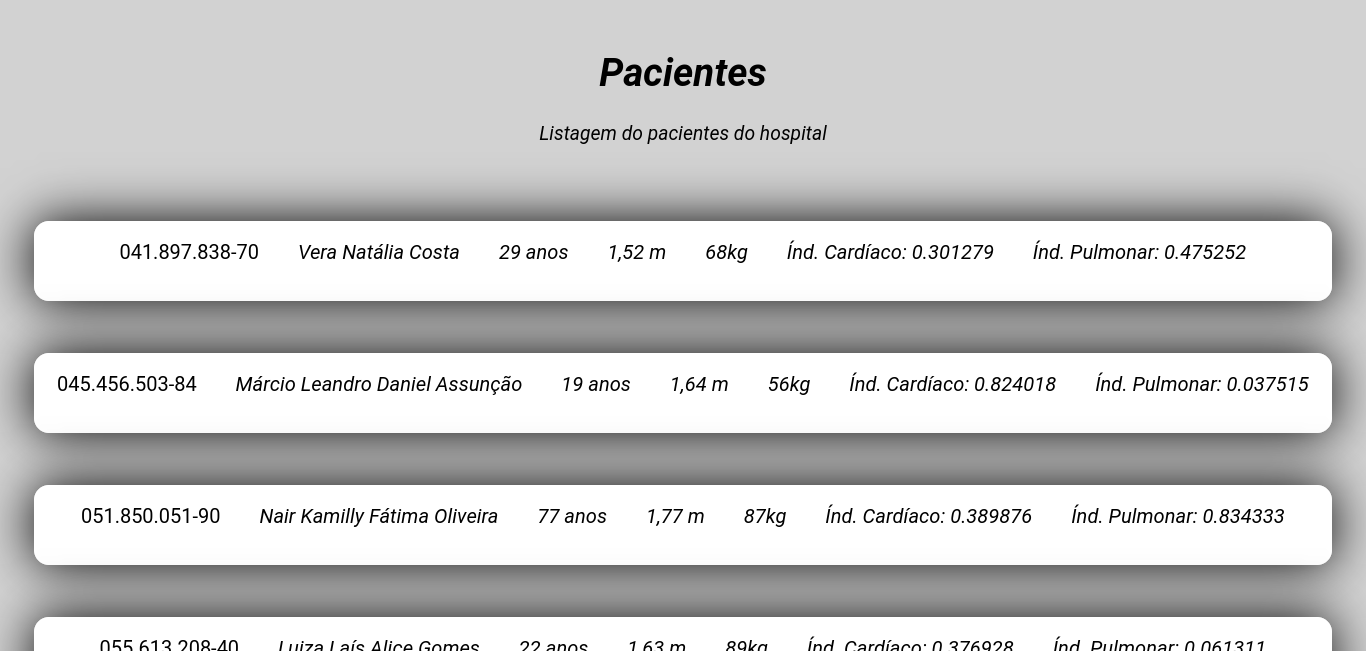 Pacientes
Listagem do pacientes do hospital
041.897.838-70 Vera Natália Costa 29 anos 1,52 m 68kg Índ. Cardíaco: 0.301279 Índ. Pulmonar: 0.475252
045.456.503-84 Márcio Leandro Daniel Assunção 19 anos 1,64 m 56kg Índ. Cardíaco: 0.824018 Índ. Pulmonar: 0.037515
051.850.051-90 Nair Kamilly Fátima Oliveira 77 anos 1,77 m 87kg Índ. Cardíaco: 0.389876 Índ. Pulmonar: 0.834333
055.613.208-40 Luiza Laís Alice Gomes 22 anos 1,63 m 89kg Índ. Cardíaco: 0.376928 Índ. Pulmonar: 0.061311